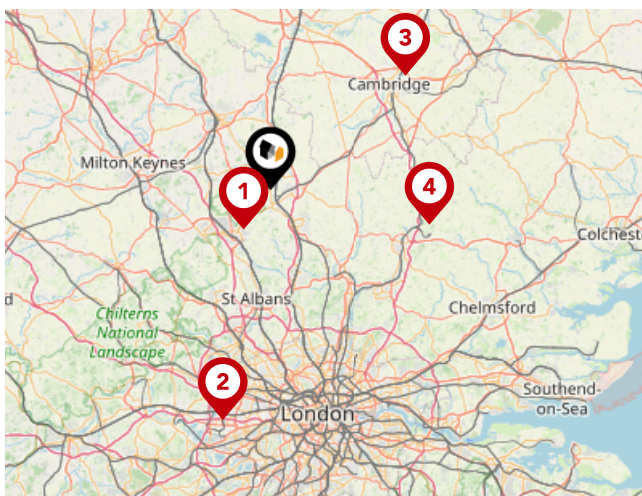 3
Cambridge
Milton Keynes
1
4
Colchest
d
St Albans
Chelmsford
Chilterns
National
Landscape
2
Southend-
on-Sea
London